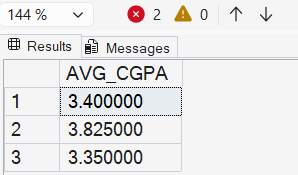 144 % 2 0
Results Messages
AVG_CGPA
1 3.400000
2 3.825000
3 3.350000